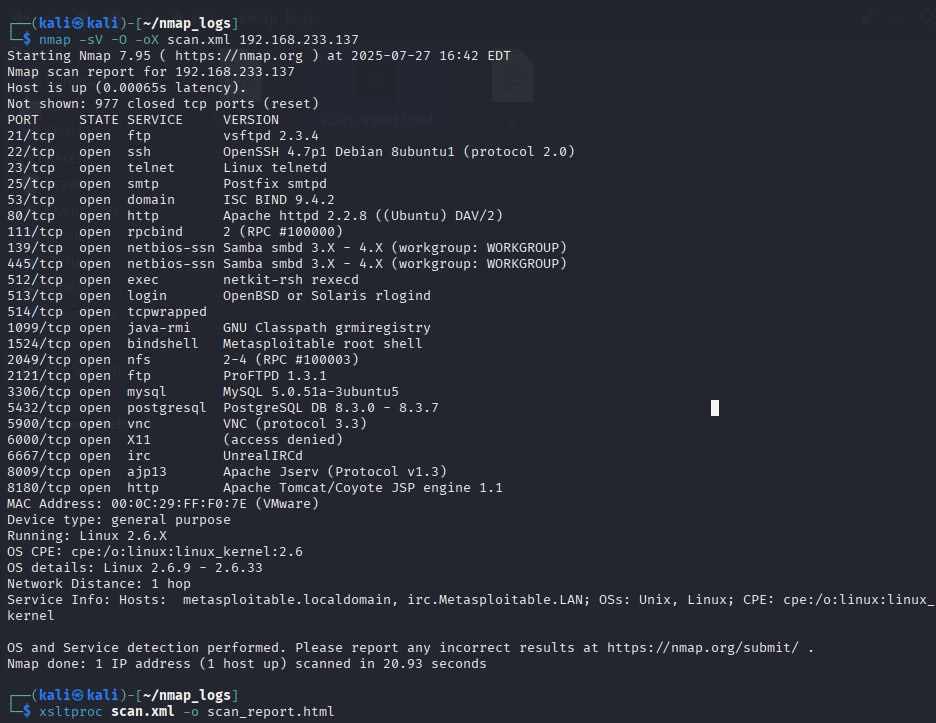 ┌──(kali㉿kali)-[~/nmap_logs]
└─$ nmap -sV -O -oX scan.xml 192.168.233.137
Starting Nmap 7.95 ( https://nmap.org ) at 2025-07-27 16:42 EDT
Nmap scan report for 192.168.233.137
Host is up (0.00065s latency).
Not shown: 977 closed tcp ports (reset)
PORT     STATE SERVICE     VERSION
21/tcp   open  ftp         vsftpd 2.3.4
22/tcp   open  ssh         OpenSSH 4.7p1 Debian 8ubuntu1 (protocol 2.0)
23/tcp   open  telnet      Linux telnetd
25/tcp   open  smtp        Postfix smtpd
53/tcp   open  domain      ISC BIND 9.4.2
80/tcp   open  http        Apache httpd 2.2.8 ((Ubuntu) DAV/2)
111/tcp  open  rpcbind     2 (RPC #100000)
139/tcp  open  netbios-ssn Samba smbd 3.X - 4.X (workgroup: WORKGROUP)
445/tcp  open  netbios-ssn Samba smbd 3.X - 4.X (workgroup: WORKGROUP)
512/tcp  open  exec        netkit-rsh rexecd
513/tcp  open  login       OpenBSD or Solaris rlogind
514/tcp  open  tcpwrapped
1099/tcp open  java-rmi    GNU Classpath grmiregistry
1524/tcp open  bindshell   Metasploitable root shell
2049/tcp open  nfs         2-4 (RPC #100003)
2121/tcp open  ftp         ProFTPD 1.3.1
3306/tcp open  mysql       MySQL 5.0.51a-3ubuntu5
5432/tcp open  postgresql  PostgreSQL DB 8.3.0 - 8.3.7
5900/tcp open  vnc         VNC (protocol 3.3)
6000/tcp open  X11         (access denied)
6667/tcp open  irc         UnrealIRCd
8009/tcp open  ajp13       Apache Jserv (Protocol v1.3)
8180/tcp open  http        Apache Tomcat/Coyote JSP engine 1.1
MAC Address: 00:0C:29:FF:F0:7E (VMware)
Device type: general purpose
Running: Linux 2.6.X
OS CPE: cpe:/o:linux:linux_kernel:2.6
OS details: Linux 2.6.9 - 2.6.33
Network Distance: 1 hop
Service Info: Hosts:  metasploitable.localdomain, irc.Metasploitable.LAN; OSs: Unix, Linux; CPE: cpe:/o:linux:linux_
kernel
OS and Service detection performed. Please report any incorrect results at https://nmap.org/submit/ .
Nmap done: 1 IP address (1 host up) scanned in 20.93 seconds
┌──(kali㉿kali)-[~/nmap_logs]
└─$ xsltproc scan.xml -o scan_report.html